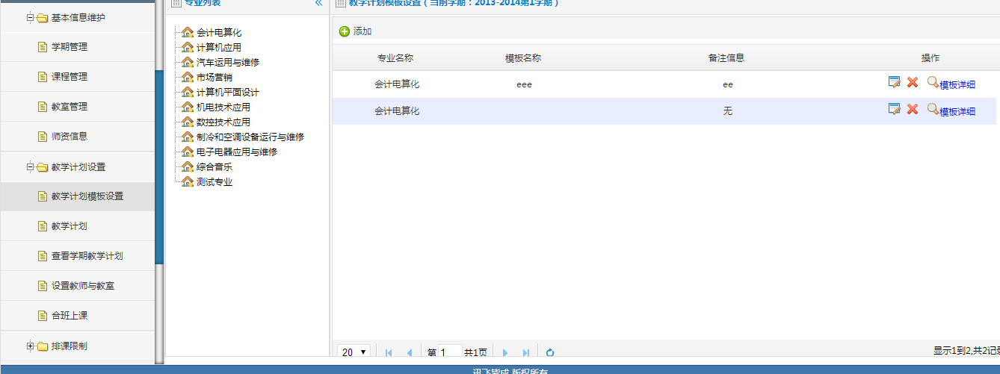 基本信息维护
学期管理
课程管理
教室管理
师资信息
教学计划设置
教学计划模板设置
教学计划
查看学期教学计划
设置教师与教室
合班上课
排课限制
专业列表
会计电算化
计算机应用
汽车运用与维修
市场营销
计算机平面设计
机电技术应用
数控技术应用
制冷和空调设备运行与维修
电子电器应用与维修
综合音乐
测试专业
教学计划模板设置（当前学期：2013-2014第1学期）
添加
专业名称 模板名称 备注信息 操作
会计电算化 eee ee 模板详细
会计电算化 无 模板详细
20 第 1 共1页 显示1到2,共2记录
讯飞皆成 版权所有